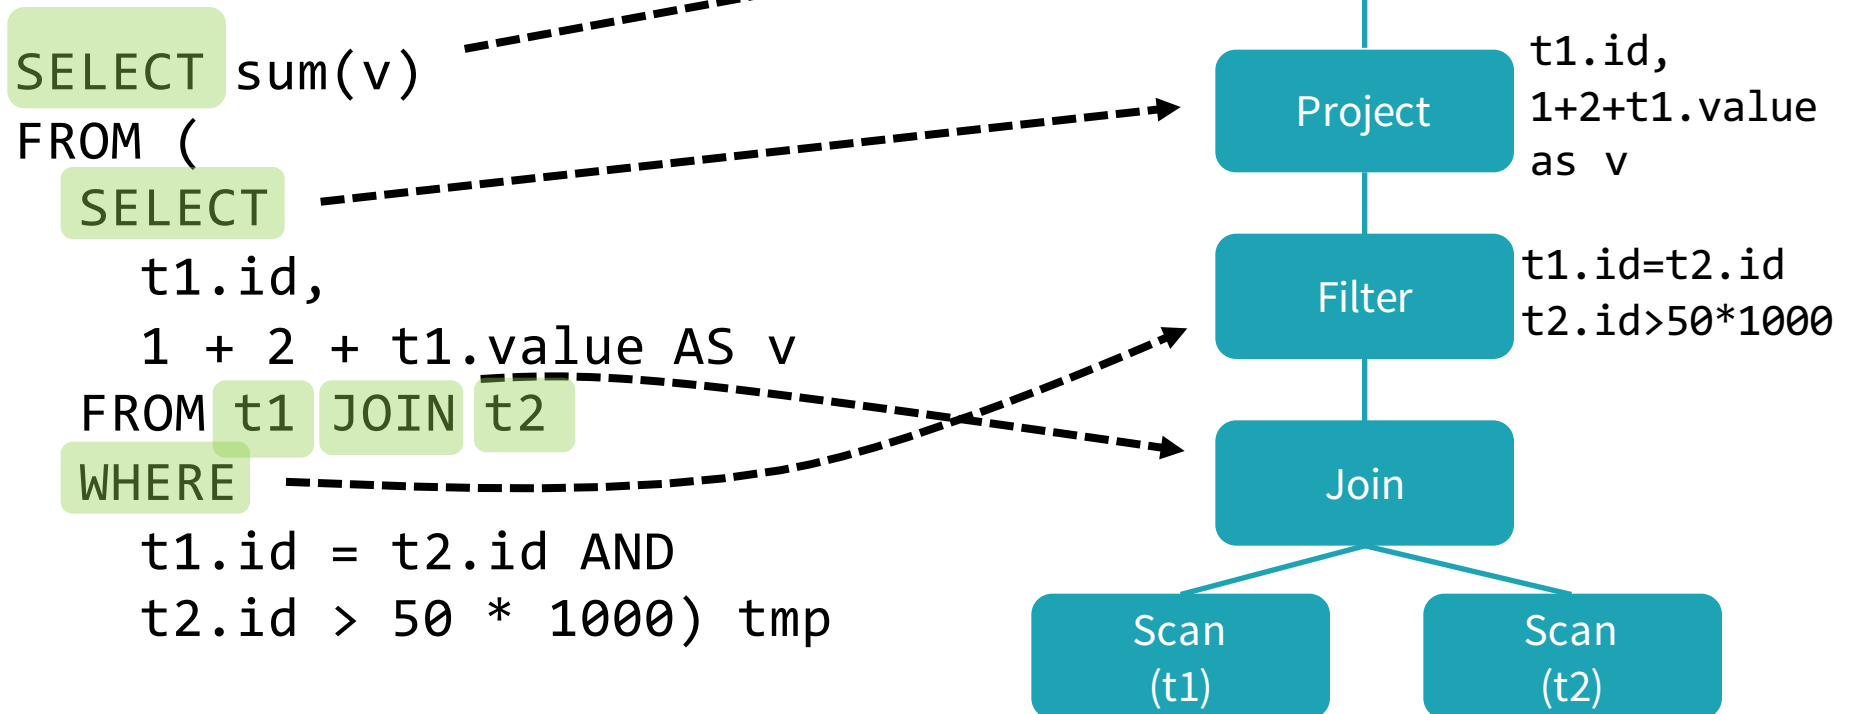 SELECT sum(v)
FROM (
SELECT
t1.id,
1 + 2 + t1.value AS v
FROM t1 JOIN t2
WHERE
t1.id = t2.id AND
t2.id > 50 * 1000) tmp
Project
t1.id,
1+2+t1.value
as v
Filter
t1.id=t2.id
t2.id>50*1000
Join
Scan
(t1)
Scan
(t2)